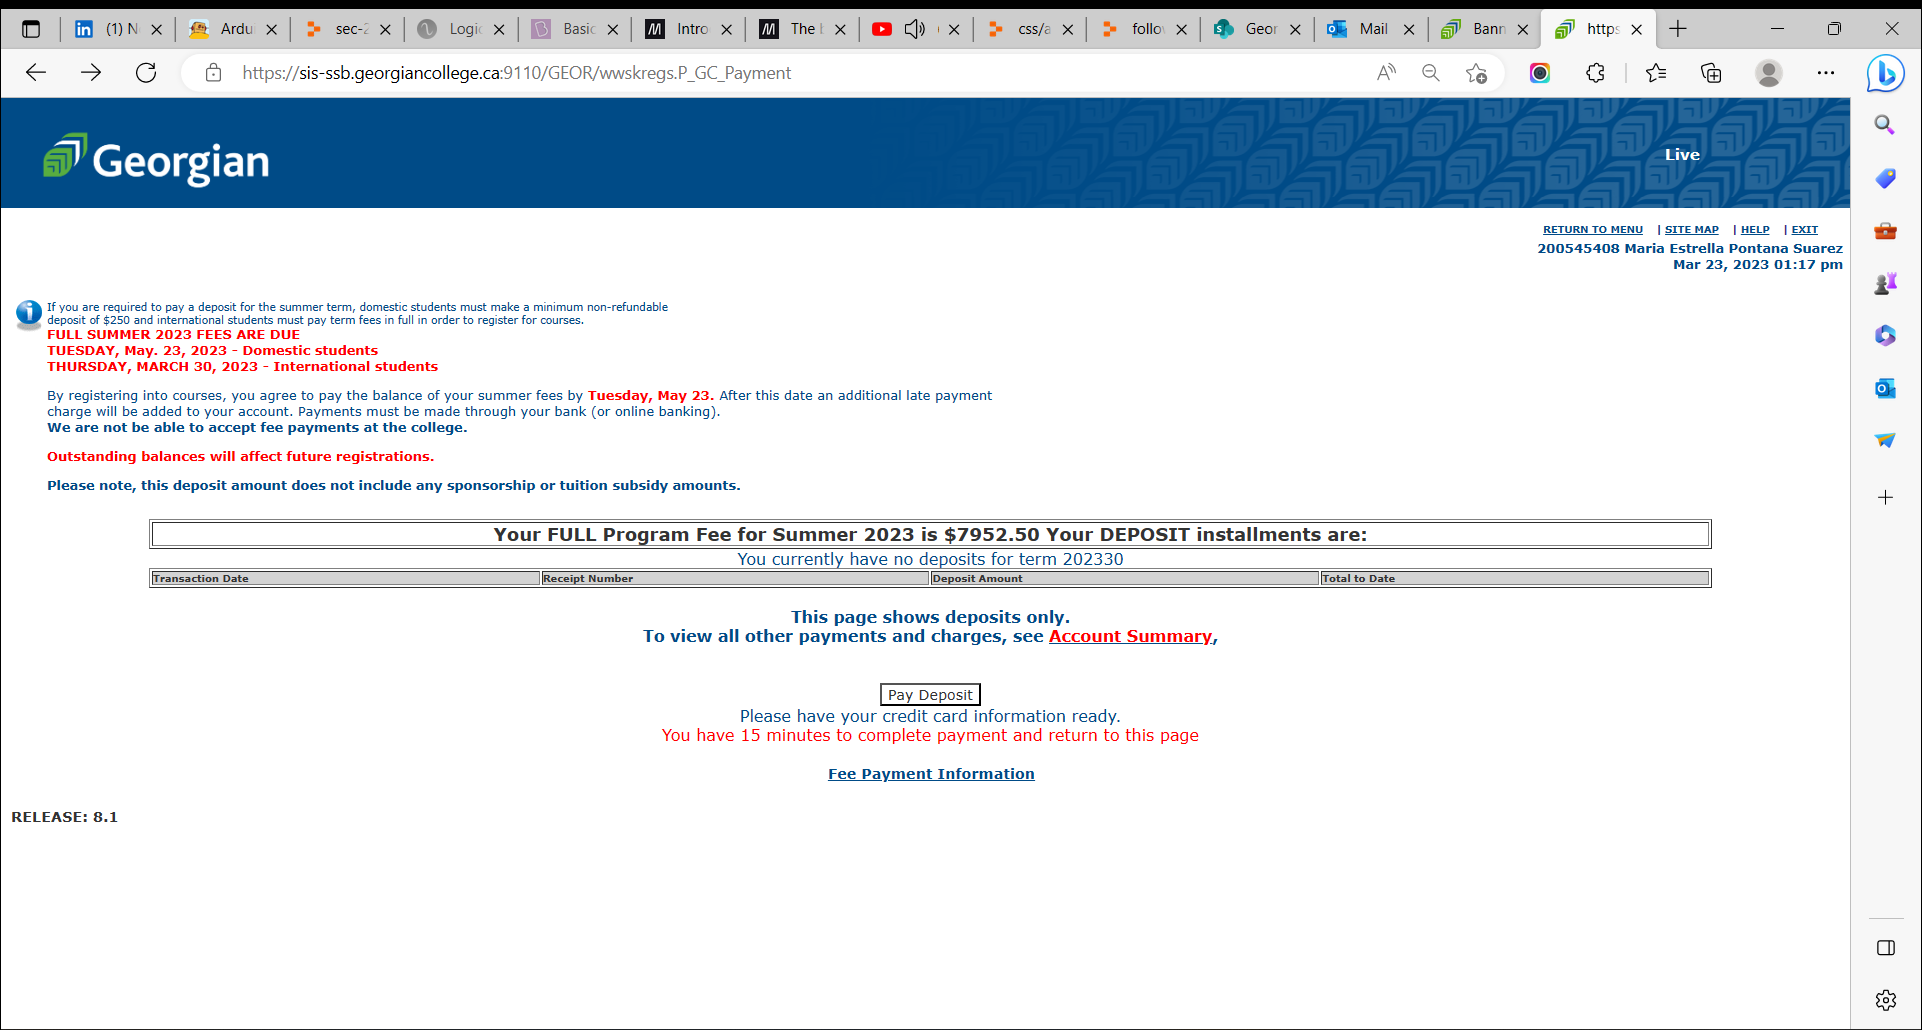 (1) N
Ardui
sec-2
Logic
Basic
Intro
The b
css/a
follow
Geor
Mail
Bann
https
https://sis-ssb.georgiancollege.ca:9110/GEOR/wwskregs.P_GC_Payment
Georgian
Live
RETURN TO MENU | SITE MAP | HELP | EXIT
200545408 Maria Estrella Pontana Suarez
Mar 23, 2023 01:17 pm
If you are required to pay a deposit for the summer term, domestic students must make a minimum non-refundable
deposit of $250 and international students must pay term fees in full in order to register for courses.
FULL SUMMER 2023 FEES ARE DUE
TUESDAY, May. 23, 2023 - Domestic students
THURSDAY, MARCH 30, 2023 - International students
By registering into courses, you agree to pay the balance of your summer fees by Tuesday, May 23. After this date an additional late payment
charge will be added to your account. Payments must be made through your bank (or online banking).
We are not be able to accept fee payments at the college.
Outstanding balances will affect future registrations.
Please note, this deposit amount does not include any sponsorship or tuition subsidy amounts.
Your FULL Program Fee for Summer 2023 is $7952.50 Your DEPOSIT installments are:
You currently have no deposits for term 202330
Transaction Date Receipt Number Deposit Amount Total to Date
This page shows deposits only.
To view all other payments and charges, see Account Summary,
Pay Deposit
Please have your credit card information ready.
You have 15 minutes to complete payment and return to this page
Fee Payment Information
RELEASE: 8.1